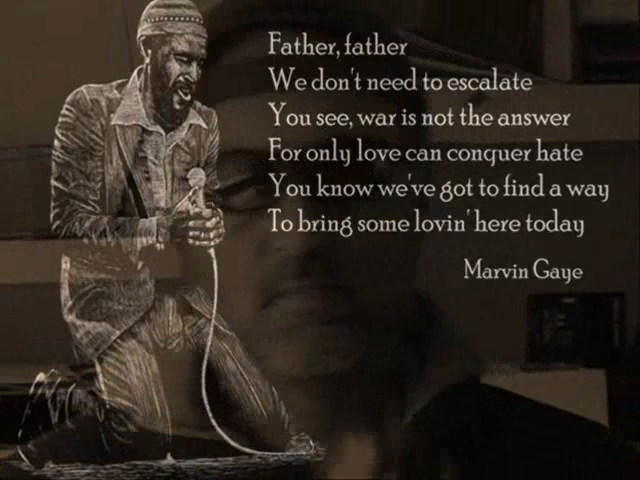 Father, father
We don't need to escalate
You see, war is not the answer
For only love can conquer hate
You know we've got to find a way
To bring some lovin' here today
Marvin Gaye